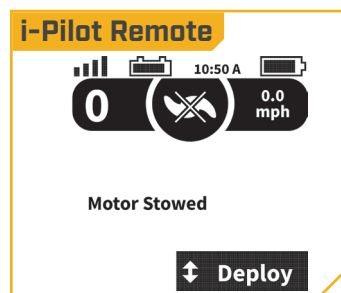 i-Pilot Remote
10:50 A
0
0.0
mph
Motor Stowed
Deploy